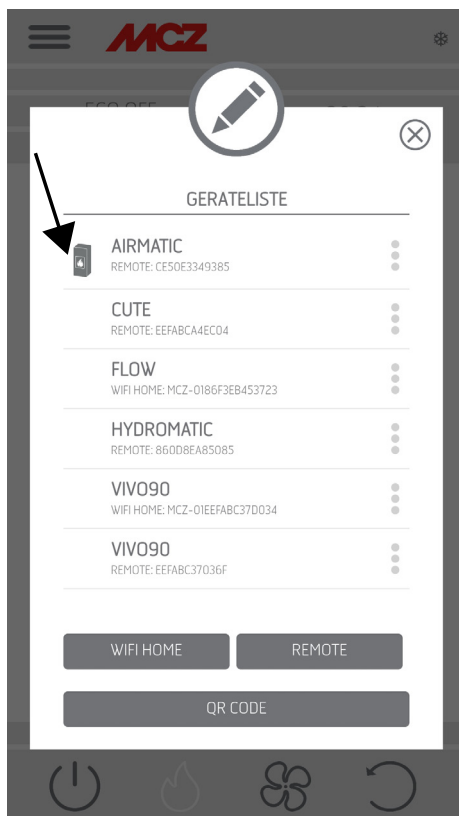 MCZ
GERATELISTE
AIRMATIC
REMOTE: CE50E3349385
CUTE
REMOTE: EEFABCA4EC04
FLOW
WIFI HOME: MCZ-0186F3EB453723
HYDROMATIC
REMOTE: 860D8EA85085
VIVO90
WIFI HOME: MCZ-01EEFABC37D034
VIVO90
REMOTE: EEFABC37036F
WIFI HOME REMOTE
QR CODE